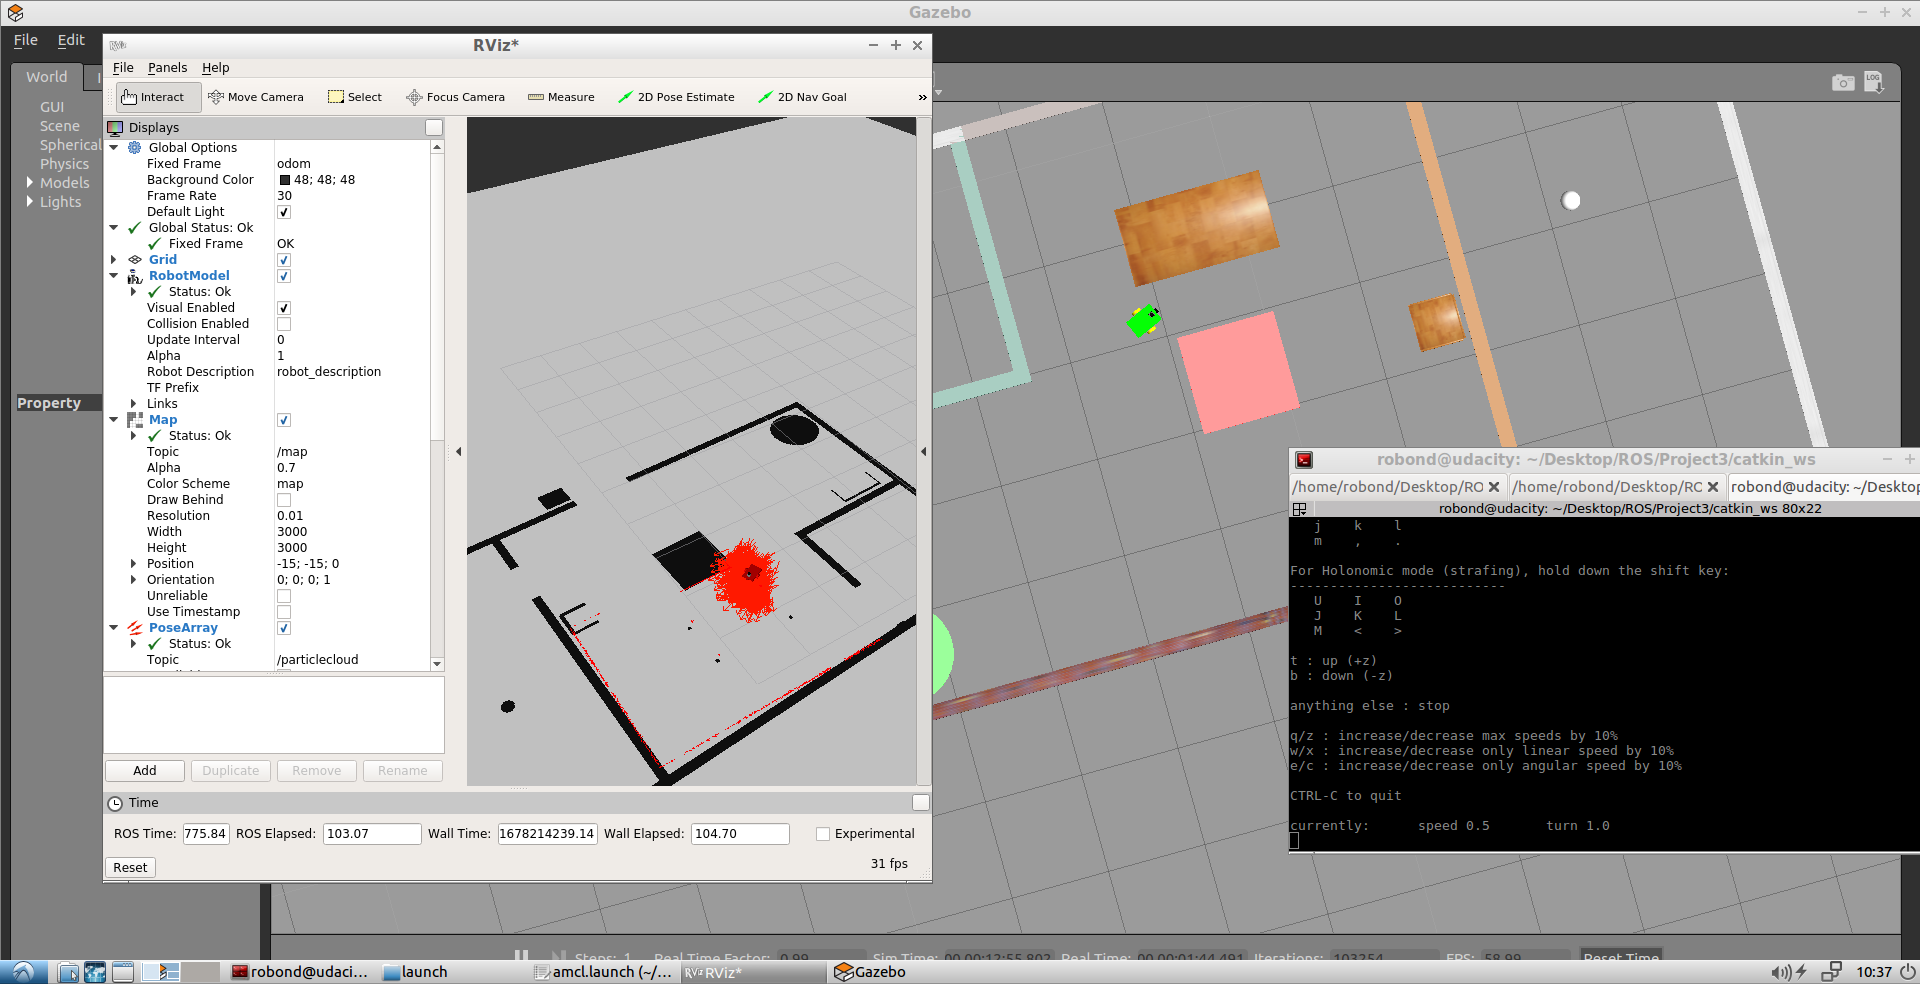 Gazebo
File Edit
World I
GUI
Scene
Spherical
Physics
Models
Lights
Property
RViz*
File Panels Help
Interact Move Camera Select Focus Camera Measure 2D Pose Estimate 2D Nav Goal »
Displays
Global Options
Fixed Frame odom
Background Color 48; 48; 48
Frame Rate 30
Default Light ✓
Global Status: Ok
Fixed Frame OK
Grid
RobotModel
Status: Ok
Visual Enabled
Collision Enabled
Update Interval 0
Alpha 1
Robot Description robot_description
TF Prefix
Links
Map
Status: Ok
Topic /map
Alpha 0.7
Color Scheme map
Draw Behind
Resolution 0.01
Width 3000
Height 3000
Position -15; -15; 0
Orientation 0; 0; 0; 1
Unreliable
Use Timestamp
PoseArray
Status: Ok
Topic /particlecloud
Add Duplicate Remove Rename
Time
ROS Time: 775.84 ROS Elapsed: 103.07 Wall Time: 1678214239.14 Wall Elapsed: 104.70 Experimental
Reset 31 fps
LOG
robond@udacity: ~/Desktop/ROS/Project3/catkin_ws
/home/robond/Desktop/RO /home/robond/Desktop/RO robond@udacity: ~/Desktop
robond@udacity: ~/Desktop/ROS/Project3/catkin_ws 80x22
j k l
m , .
For Holonomic mode (strafing), hold down the shift key:
---------------------------
U I O
J K L
M < >
t : up (+z)
b : down (-z)
anything else : stop
q/z : increase/decrease max speeds by 10%
w/x : increase/decrease only linear speed by 10%
e/c : increase/decrease only angular speed by 10%
CTRL-C to quit
currently: speed 0.5 turn 1.0
Steps: 1 Real Time Factor: 0.99 Sim Time: 00 00:12:55.802 Real Time: 00 00:01:44.491 Iterations: 103254 FPS: 58.99 Reset Time
robond@udaci... launch amcl.launch (~/... RViz RViz* Gazebo 10:37